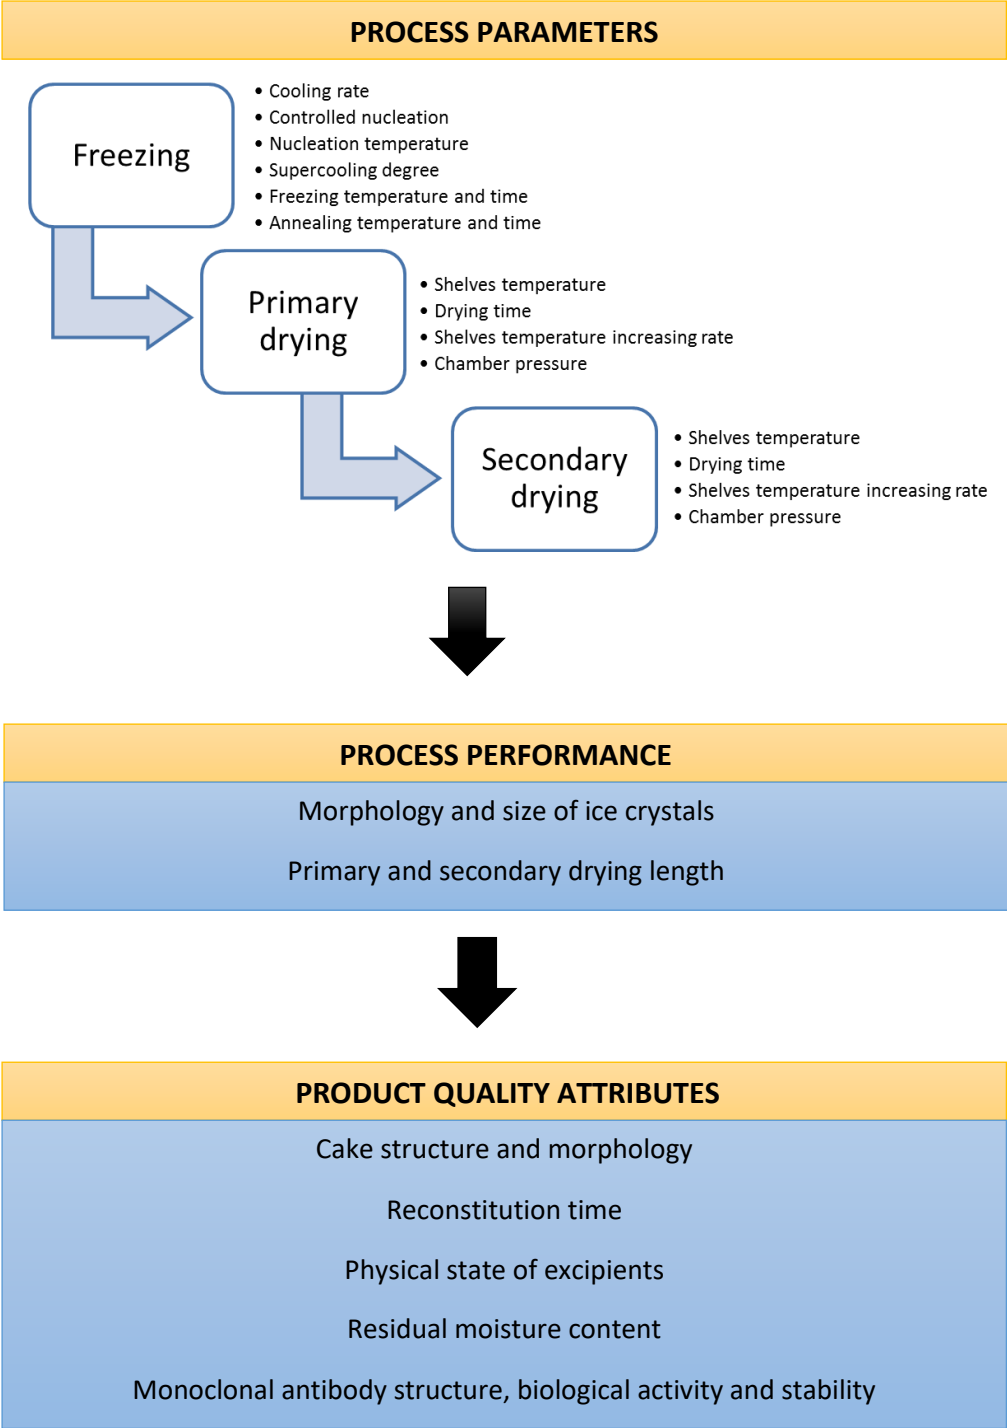 PROCESS PARAMETERS
Freezing
• Cooling rate
• Controlled nucleation
• Nucleation temperature
• Supercooling degree
• Freezing temperature and time
• Annealing temperature and time
Primary
drying
• Shelves temperature
• Drying time
• Shelves temperature increasing rate
• Chamber pressure
Secondary
drying
• Shelves temperature
• Drying time
• Shelves temperature increasing rate
• Chamber pressure
PROCESS PERFORMANCE
Morphology and size of ice crystals
Primary and secondary drying length
PRODUCT QUALITY ATTRIBUTES
Cake structure and morphology
Reconstitution time
Physical state of excipients
Residual moisture content
Monoclonal antibody structure, biological activity and stability